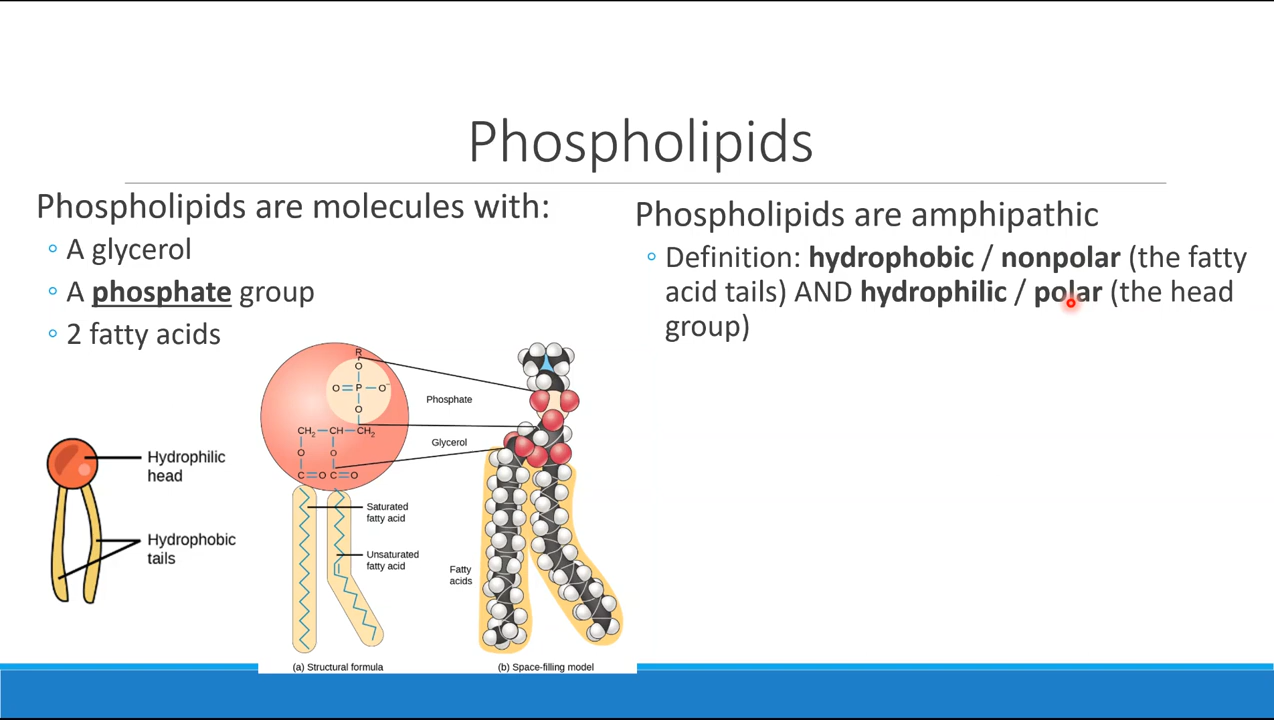 Phospholipids
Phospholipids are molecules with:
◦ A glycerol
◦ A phosphate group
◦ 2 fatty acids
Phospholipids are amphipathic
◦ Definition: hydrophobic / nonpolar (the fatty
acid tails) AND hydrophilic / polar (the head
group)
Hydrophilic
head
Hydrophobic
tails
R
O
O=P—O⁻
O
CH₂—CH—CH₂
O O
C=O C=O
Phosphate
Glycerol
Saturated
fatty acid
Unsaturated
fatty acid
Fatty
acids
(a) Structural formula
(b) Space-filling model